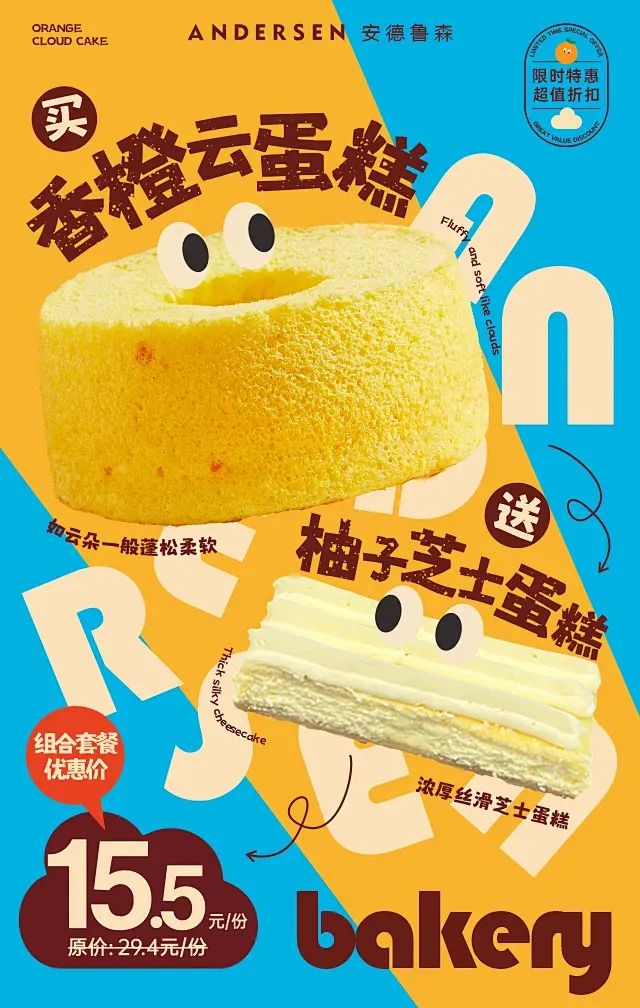 ORANGE
CLOUD CAKE
ANDERSEN 安德鲁森
LIMITED TIME SPECIAL OFFER
限时特惠
超值折扣
GREAT VALUE DISCOUNT
买
香橙云蛋糕
Fluffy and soft like clouds
如云朵一般蓬松柔软
送
柚子芝士蛋糕
Thick silky cheesecake
浓厚丝滑芝士蛋糕
组合套餐
优惠价
15.5元/份
原价: 29.4元/份
An
DERSEn
bakery